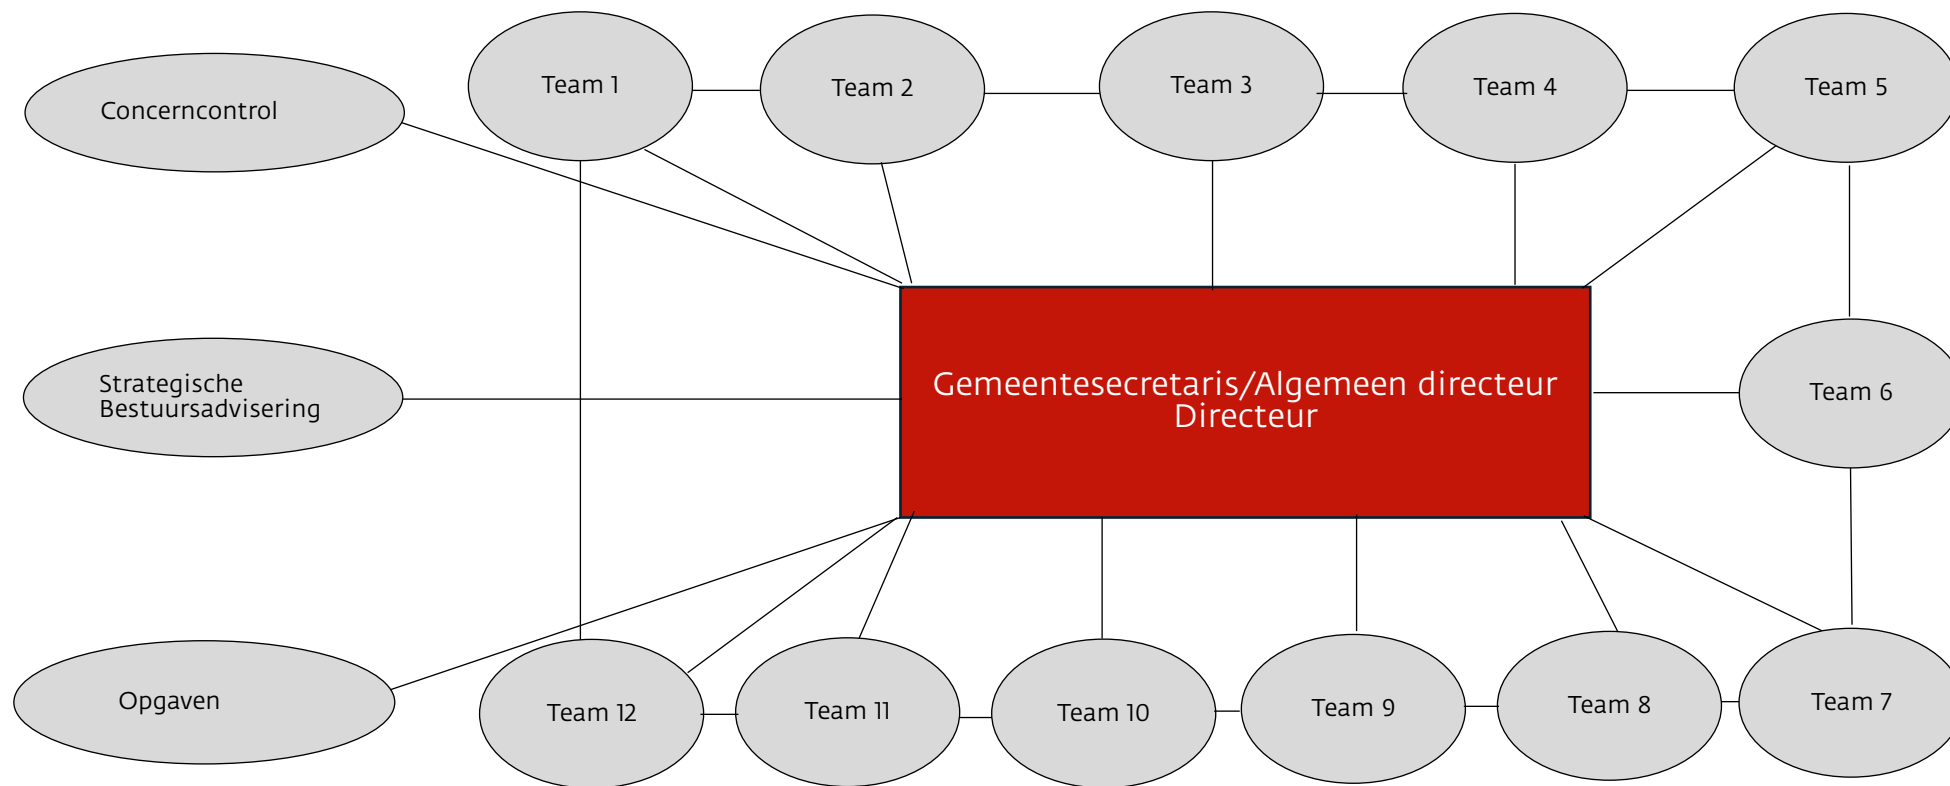 Team 1
Team 2
Team 3
Team 4
Team 5
Concerncontrol
Gemeentesecretaris/Algemeen directeur
Directeur
Strategische
Bestuursadvisering
Team 6
Opgaven
Team 12
Team 11
Team 10
Team 9
Team 8
Team 7